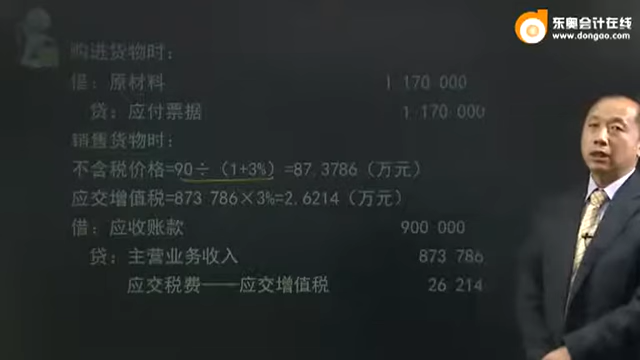 东奥会计在线
www.dongao.com
购进货物时：
借：原材料 1 170 000
贷：应付票据 1 170 000
销售货物时：
不含税价格=90÷（1+3%）=87.3786（万元）
应交增值税=873 786×3%=2.6214（万元）
借：应收账款 900 000
贷：主营业务收入 873 786
应交税费——应交增值税 26 214